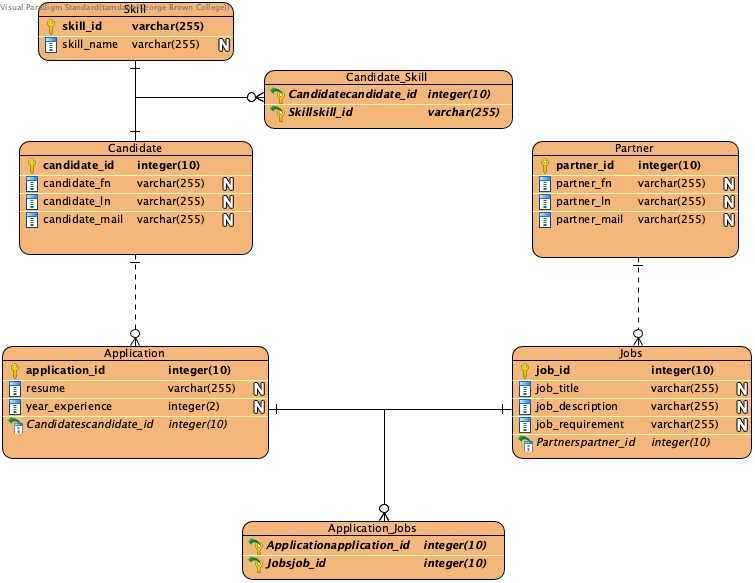 Visual Paradigm Standard(tamda(George Brown College))
Skill
skill_id varchar(255)
skill_name varchar(255) N
Candidate_Skill
Candidatecandidate_id integer(10)
Skillskill_id varchar(255)
Candidate
candidate_id integer(10)
candidate_fn varchar(255) N
candidate_ln varchar(255) N
candidate_mail varchar(255) N
Partner
partner_id integer(10)
partner_fn varchar(255) N
partner_ln varchar(255) N
partner_mail varchar(255) N
Application
application_id integer(10)
resume varchar(255) N
year_experience integer(2) N
Candidatescandidate_id integer(10)
Jobs
job_id integer(10)
job_title varchar(255) N
job_description varchar(255) N
job_requirement varchar(255) N
Partnerspartner_id integer(10)
Application_Jobs
Applicationapplication_id integer(10)
Jobsjob_id integer(10)